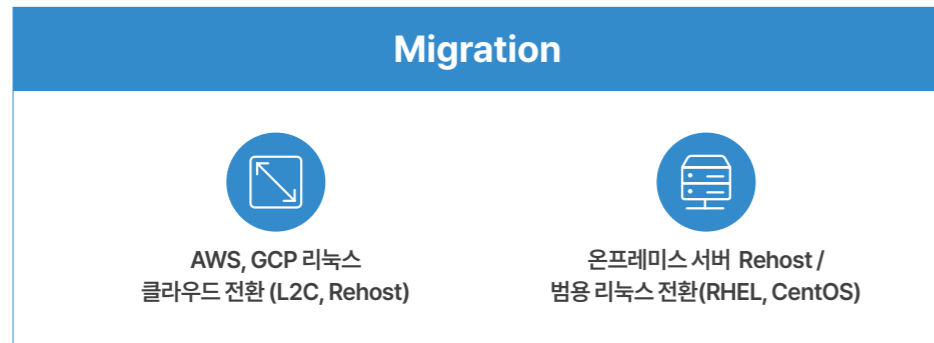 Migration
AWS, GCP 리눅스
클라우드 전환 (L2C, Rehost)
온프레미스 서버 Rehost /
범용 리눅스 전환(RHEL, CentOS)